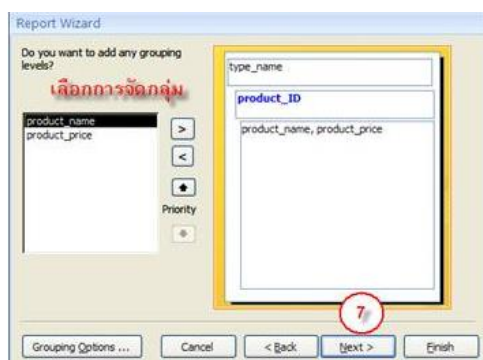 Report Wizard
Do you want to add any grouping
levels?
เลือกการจัดกลุ่ม
product_name
product_price
>
<
Priority
type_name
product_ID
product_name, product_price
7
Grouping Options ...
Cancel
< Back
Next >
Finish